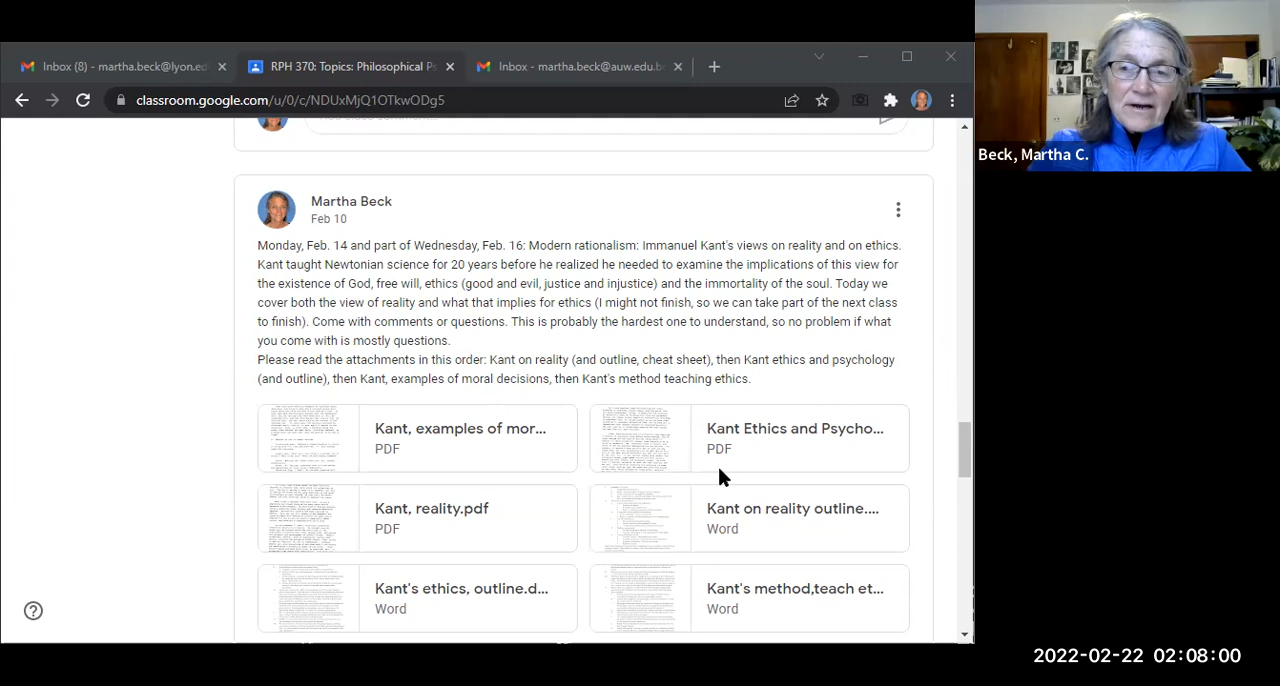 Inbox (8) - martha.beck@lyon.ed
RPH 370: Topics: Philosophical Ps
Inbox - martha.beck@auw.edu.b
classroom.google.com/u/0/c/NDUxMjQ1OTkwODg5
Beck, Martha C.
Martha Beck
Feb 10
Monday, Feb. 14 and part of Wednesday, Feb. 16: Modern rationalism: Immanuel Kant's views on reality and on ethics.
Kant taught Newtonian science for 20 years before he realized he needed to examine the implications of this view for
the existence of God, free will, ethics (good and evil, justice and injustice) and the immortality of the soul. Today we
cover both the view of reality and what that implies for ethics (I might not finish, so we can take part of the next class
to finish). Come with comments or questions. This is probably the hardest one to understand, so no problem if what
you come with is mostly questions.
Please read the attachments in this order: Kant on reality (and outline, cheat sheet), then Kant ethics and psychology
(and outline), then Kant, examples of moral decisions, then Kant's method teaching ethics.
Kant, examples of mor...
PDF
Kant Ethics and Psycho...
PDF
Kant, reality.pdf
PDF
Kant on reality outline....
Word
Kant's ethics, outline.d...
Word
Kant's method,teach et...
Word
2022-02-22 02:08:00